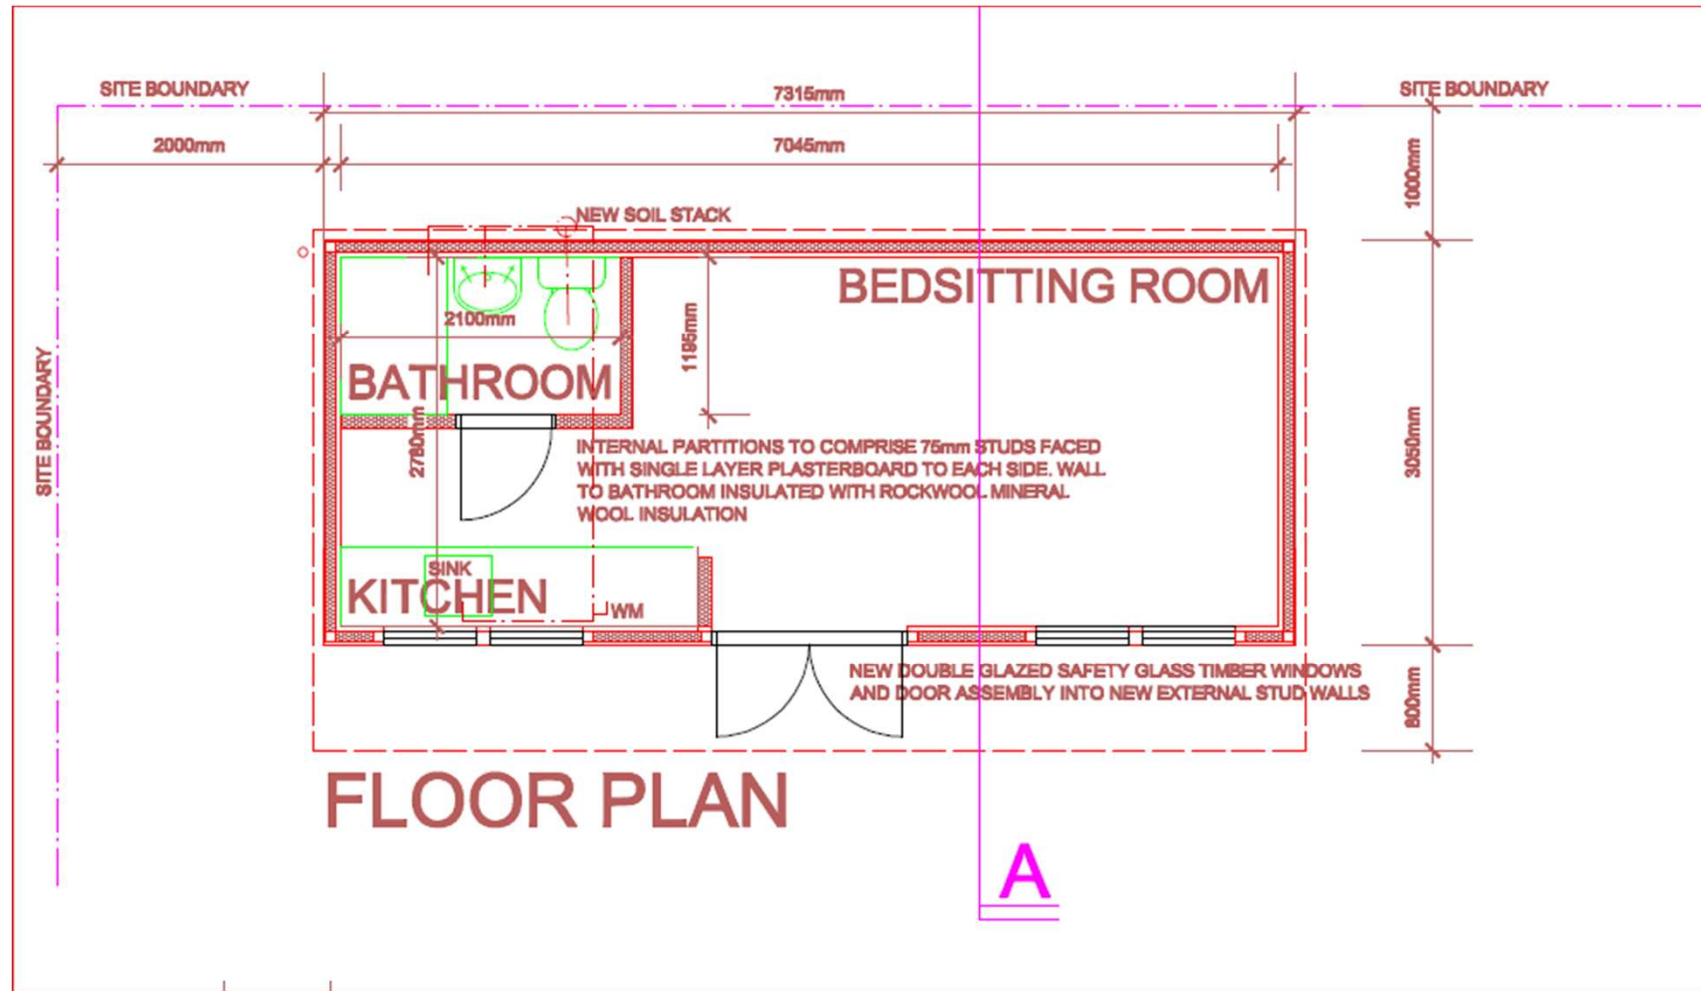 SITE BOUNDARY
7315mm
SITE BOUNDARY
2000mm
7045mm
1000mm
NEW SOIL STACK
BEDSITTING ROOM
2100mm
1195mm
BATHROOM
SITE BOUNDARY
2780mm
3050mm
INTERNAL PARTITIONS TO COMPRISE 75mm STUDS FACED
WITH SINGLE LAYER PLASTERBOARD TO EACH SIDE. WALL
TO BATHROOM INSULATED WITH ROCKWOOL MINERAL
WOOL INSULATION
SINK
KITCHEN
WM
NEW DOUBLE GLAZED SAFETY GLASS TIMBER WINDOWS
AND DOOR ASSEMBLY INTO NEW EXTERNAL STUD WALLS
800mm
FLOOR PLAN
A